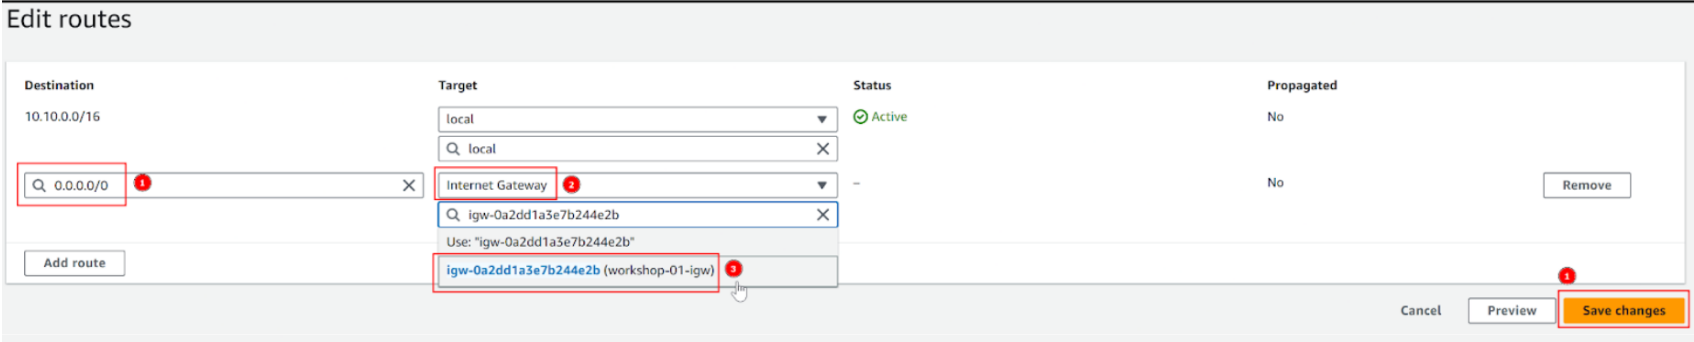 Edit routes
Destination Target Status Propagated
10.10.0.0/16 local Active No
local
0.0.0.0/0 1 Internet Gateway 2 – No Remove
igw-0a2dd1a3e7b244e2b
Use: "igw-0a2dd1a3e7b244e2b"
Add route igw-0a2dd1a3e7b244e2b (workshop-01-igw) 3
1
Cancel Preview Save changes